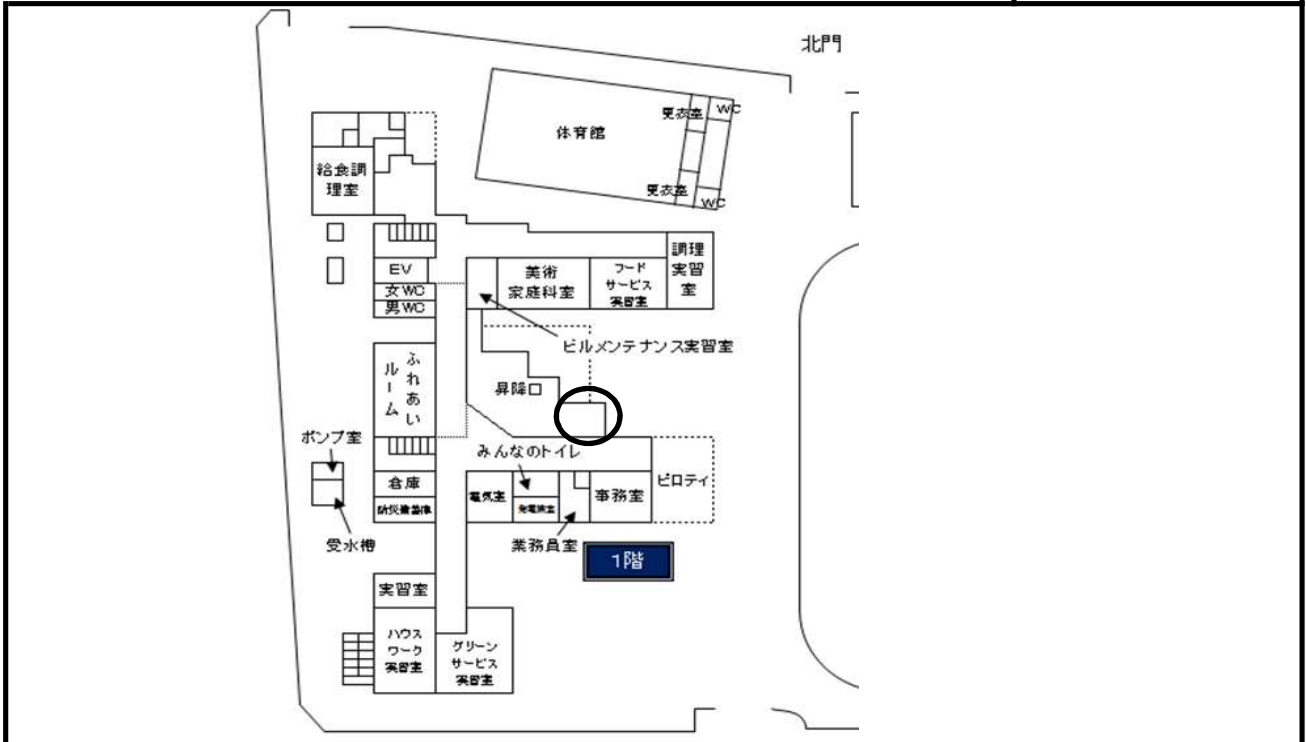 北門
体育館
更衣室
WC
更衣室
WC
給食調
理室
調理
実習
室
EV
女WC
男WC
美術
家庭科室
フード
サービス
実習室
ビルメンテナンス実習室
ふれあい
ルーム
昇降口
ポンプ室
みんなのトイレ
倉庫
防災備蓄庫
電気室
発電機室
事務室
ピロティ
受水槽
業務員室
1階
実習室
ハウス
ワーク
実習室
グリーン
サービス
実習室